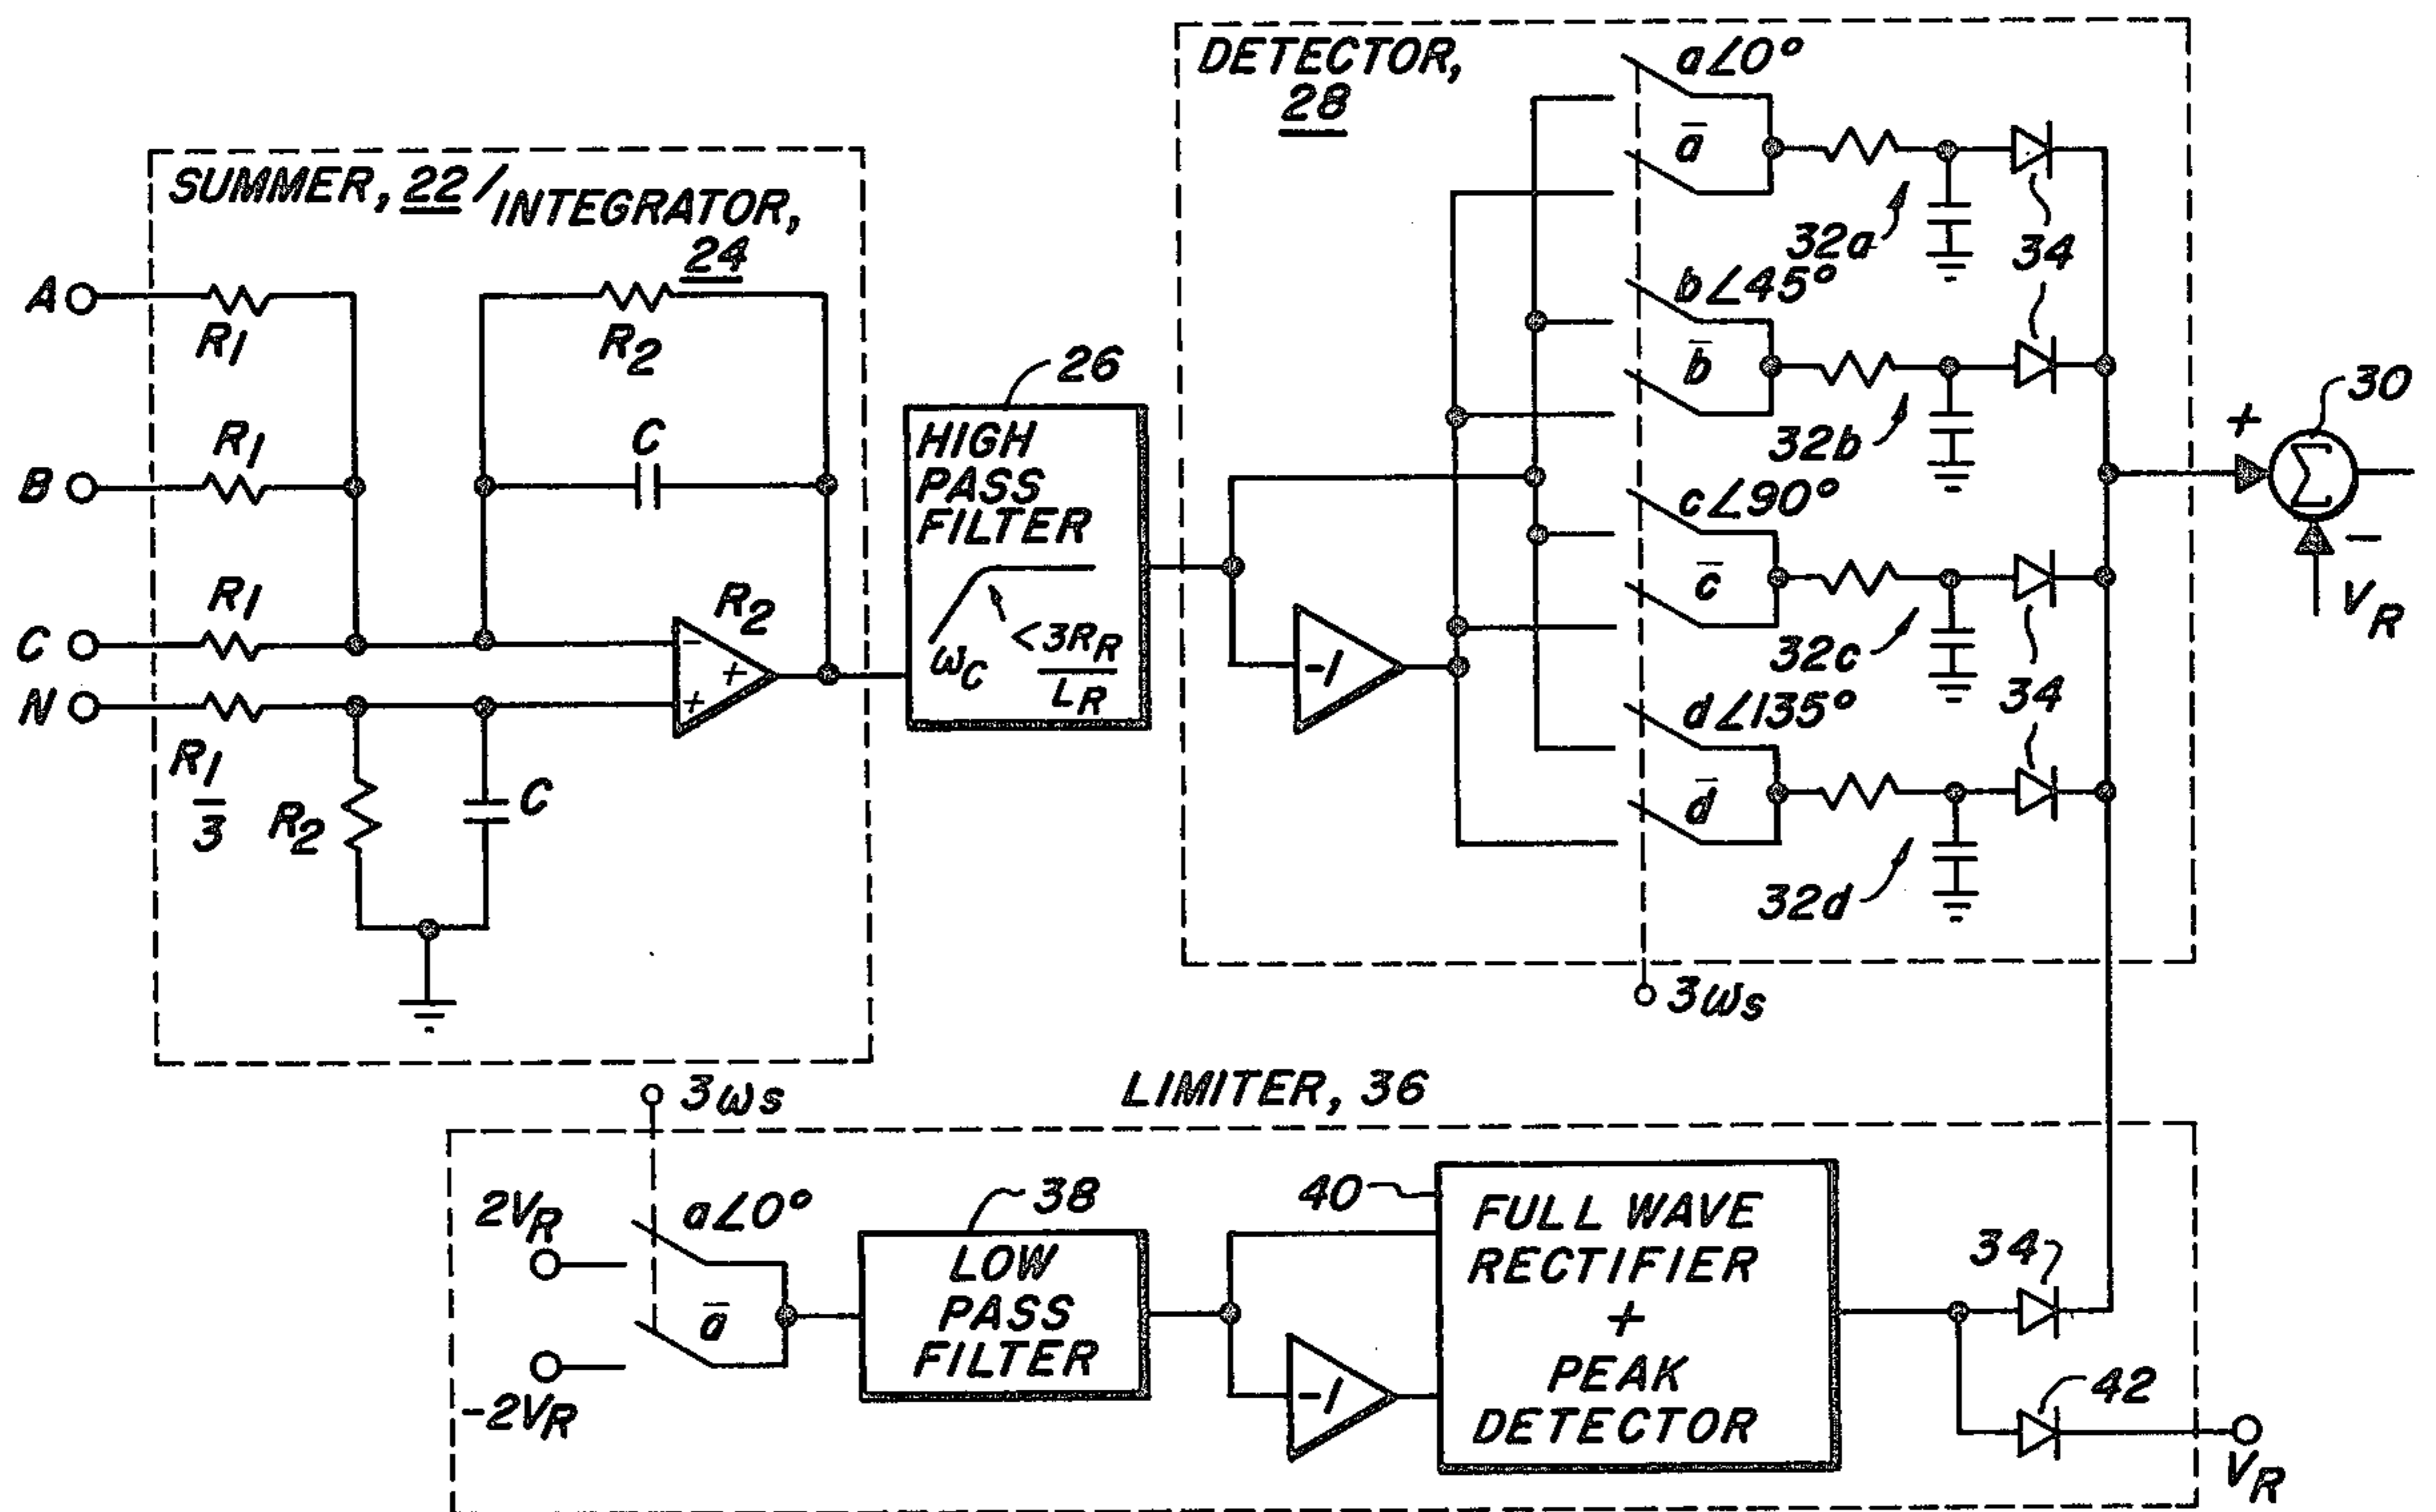 SUMMER, 22/
INTEGRATOR,
24
A
R1
B
R1
C
R1
N
R1
3
R2
C
R2
C
R2
-
+
+
26
HIGH
PASS
FILTER
ωC
<3RR
LR
DETECTOR,
28
-1
a∠0°
a̅
32a
34
b∠45°
b̅
32b
c∠90°
c̅
32c
34
d∠135°
d̅
32d
3ωs
30
+
Σ
-
VR
LIMITER, 36
3ωs
2VR
a∠0°
a̅
-2VR
38
LOW
PASS
FILTER
-1
40
FULL WAVE
RECTIFIER
+
PEAK
DETECTOR
34
42
VR